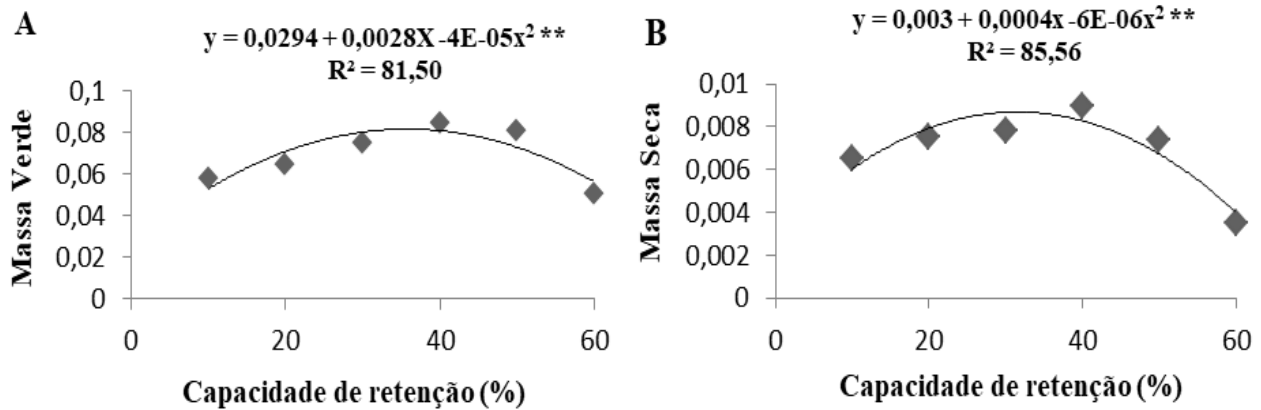 A
y = 0,0294 + 0,0028X -4E-05x² **
R² = 81,50
Massa Verde
0,1
0,08
0,06
0,04
0,02
0
0 20 40 60
Capacidade de retenção (%)
B
y = 0,003 + 0,0004x -6E-06x² **
R² = 85,56
Massa Seca
0,01
0,008
0,006
0,004
0,002
0
0 20 40 60
Capacidade de retenção (%)